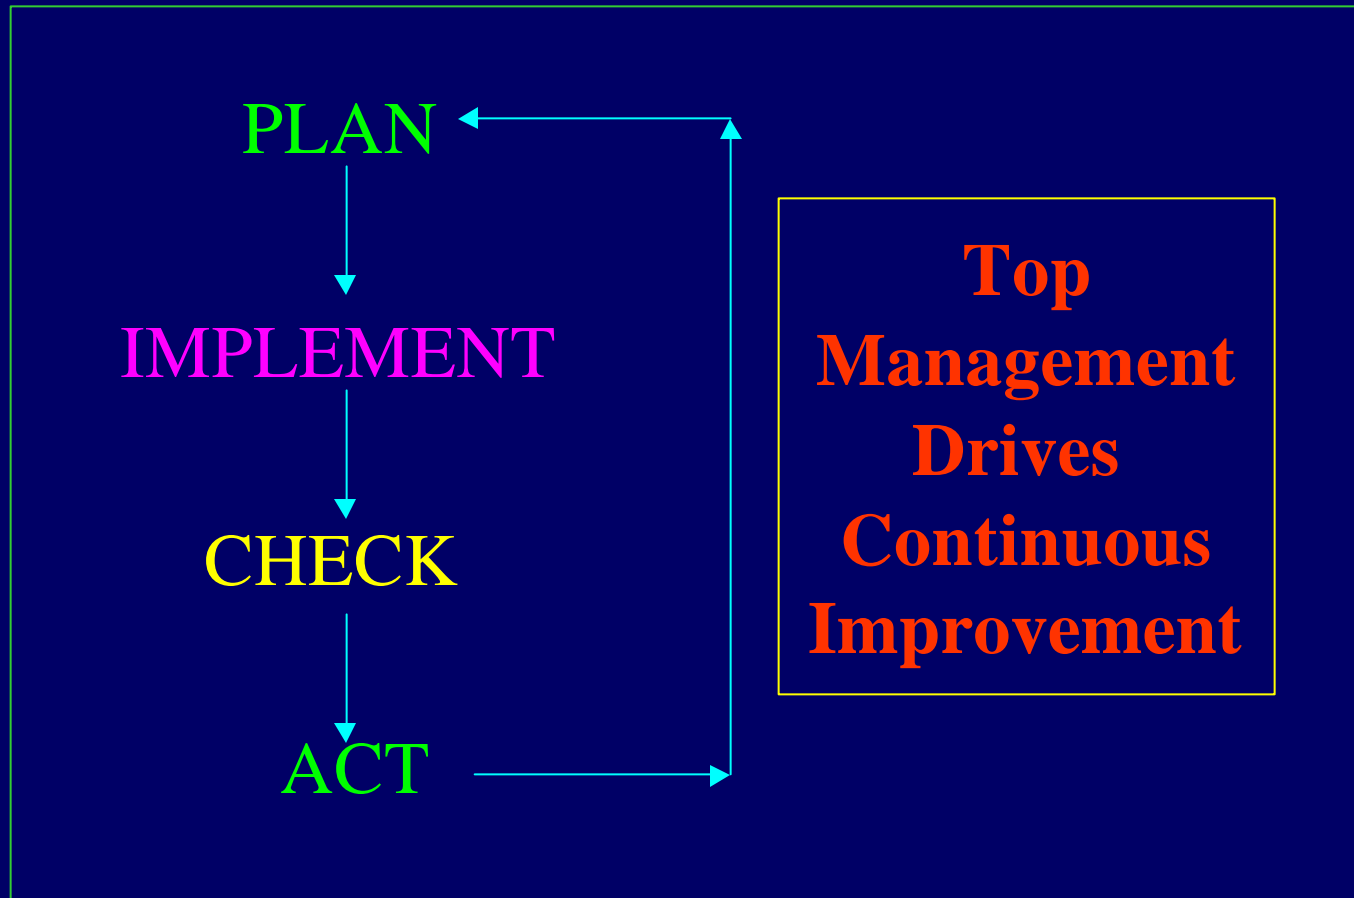 PLAN
IMPLEMENT
CHECK
ACT
Top
Management
Drives
Continuous
Improvement